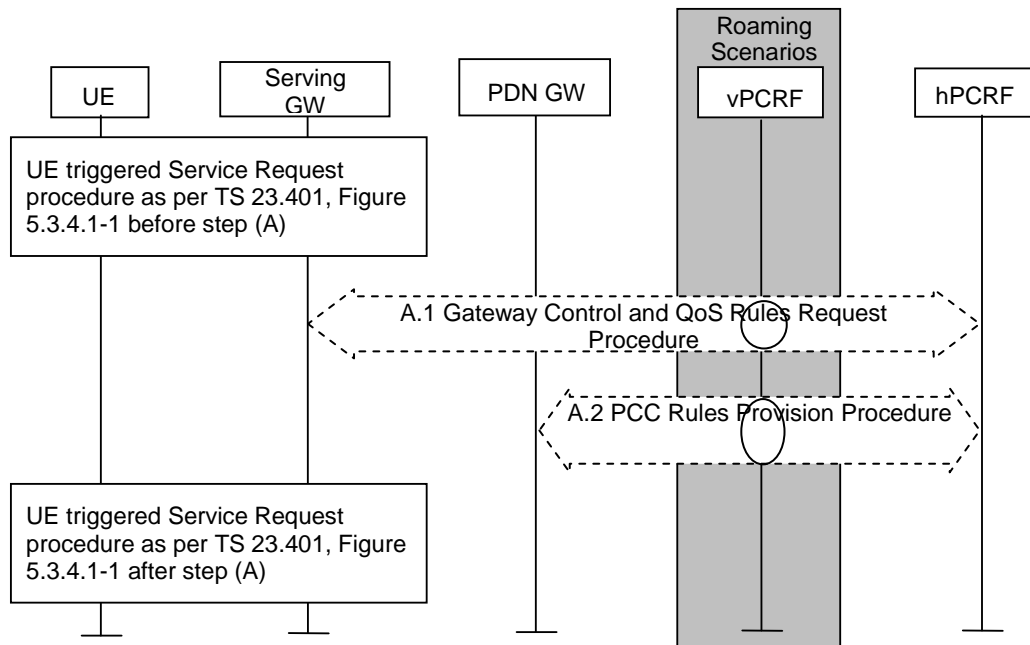 Roaming
Scenarios
UE
Serving
GW
PDN GW
vPCRF
hPCRF
UE triggered Service Request
procedure as per TS 23.401, Figure
5.3.4.1-1 before step (A)
A.1 Gateway Control and QoS Rules Request
Procedure
A.2 PCC Rules Provision Procedure
UE triggered Service Request
procedure as per TS 23.401, Figure
5.3.4.1-1 after step (A)